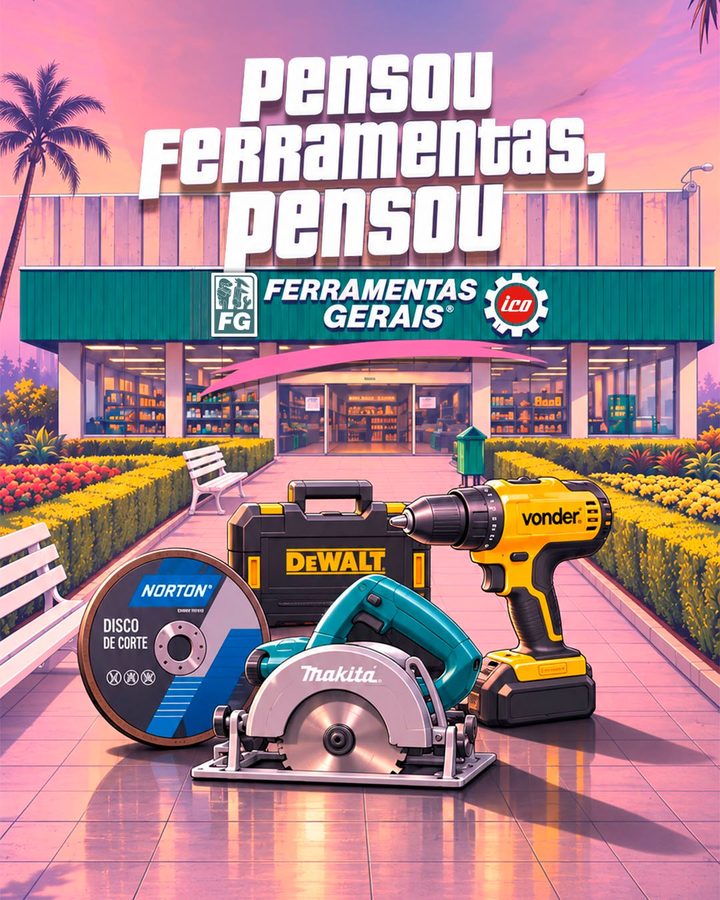 PENSOU
FERRAMENTAS,
PENSOU
FG
FERRAMENTAS
GERAIS®
ico
DEWALT
vonder®
NORTON®
DISCO
DE CORTE
makita®